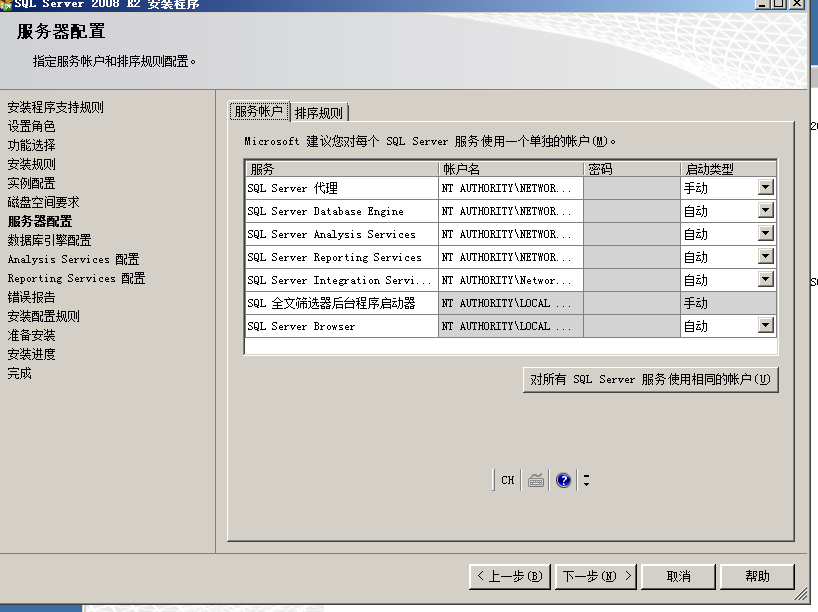 SQL Server 2008 R2 安装程序
服务器配置
指定服务帐户和排序规则配置。
安装程序支持规则
设置角色
功能选择
安装规则
实例配置
磁盘空间要求
服务器配置
数据库引擎配置
Analysis Services 配置
Reporting Services 配置
错误报告
安装配置规则
准备安装
安装进度
完成
服务帐户 排序规则
Microsoft 建议您对每个 SQL Server 服务使用一个单独的帐户(M)。
服务 帐户名 密码 启动类型
SQL Server 代理 NT AUTHORITY\NETWOR... 手动
SQL Server Database Engine NT AUTHORITY\NETWOR... 自动
SQL Server Analysis Services NT AUTHORITY\NETWOR... 自动
SQL Server Reporting Services NT AUTHORITY\NETWOR... 自动
SQL Server Integration Servi... NT AUTHORITY\Networ... 自动
SQL 全文筛选器后台程序启动器 NT AUTHORITY\LOCAL ... 手动
SQL Server Browser NT AUTHORITY\LOCAL ... 自动
对所有 SQL Server 服务使用相同的帐户(U)
CH
< 上一步(B) 下一步(N) > 取消 帮助